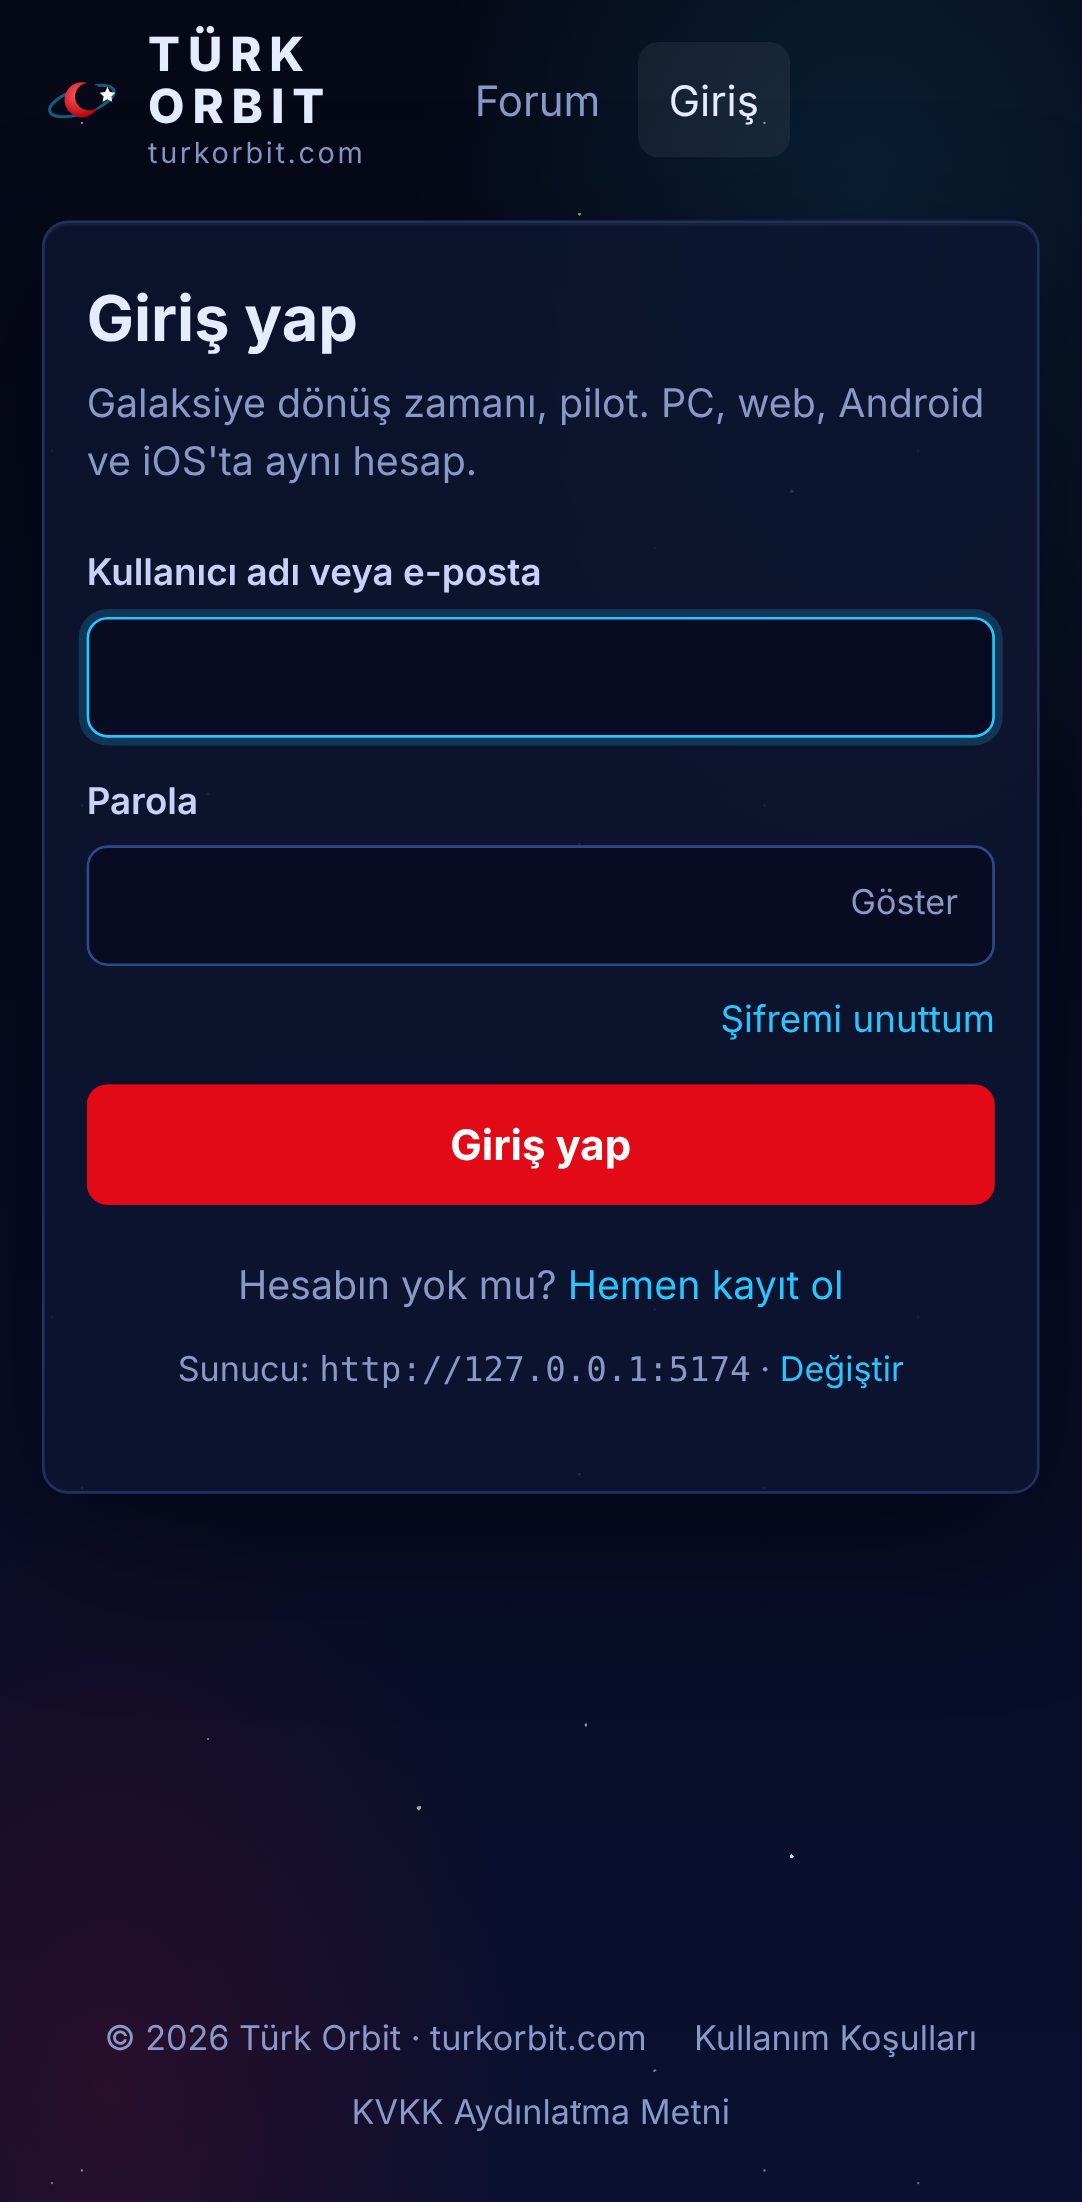 TÜRK
ORBIT
turkorbit.com
Forum
Giriş
Giriş yap
Galaksiye dönüş zamanı, pilot. PC, web, Android
ve iOS'ta aynı hesap.
Kullanıcı adı veya e-posta
Parola
Göster
Şifremi unuttum
Giriş yap
Hesabın yok mu? Hemen kayıt ol
Sunucu: http://127.0.0.1:5174 · Değiştir
© 2026 Türk Orbit · turkorbit.com Kullanım Koşulları
KVKK Aydınlatma Metni